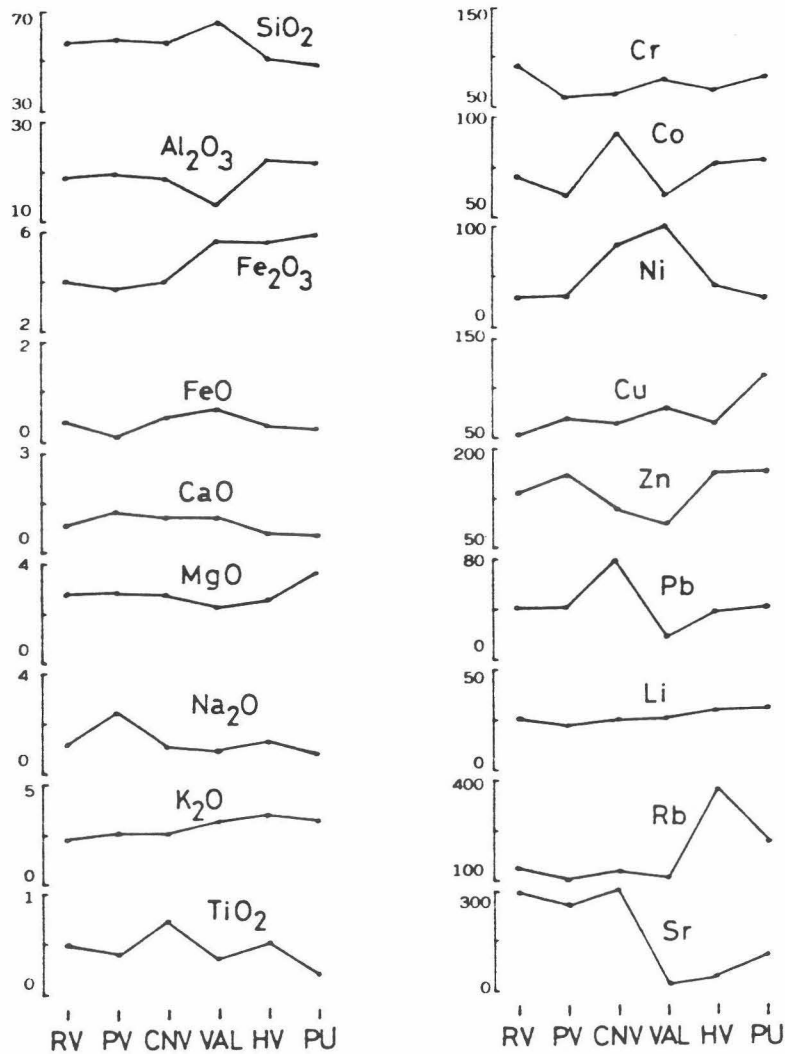 70
SiO2
30
30
Al2O3
10
6
Fe2O3
2
2
FeO
0
3
CaO
0
4
MgO
0
4
Na2O
0
5
K2O
0
1
TiO2
0
RV PV CNV VAL HV PU
150
Cr
50
100
Co
50
100
Ni
0
150
Cu
50
200
Zn
50
80
Pb
0
50
Li
0
400
Rb
100
300
Sr
0
RV PV CNV VAL HV PU